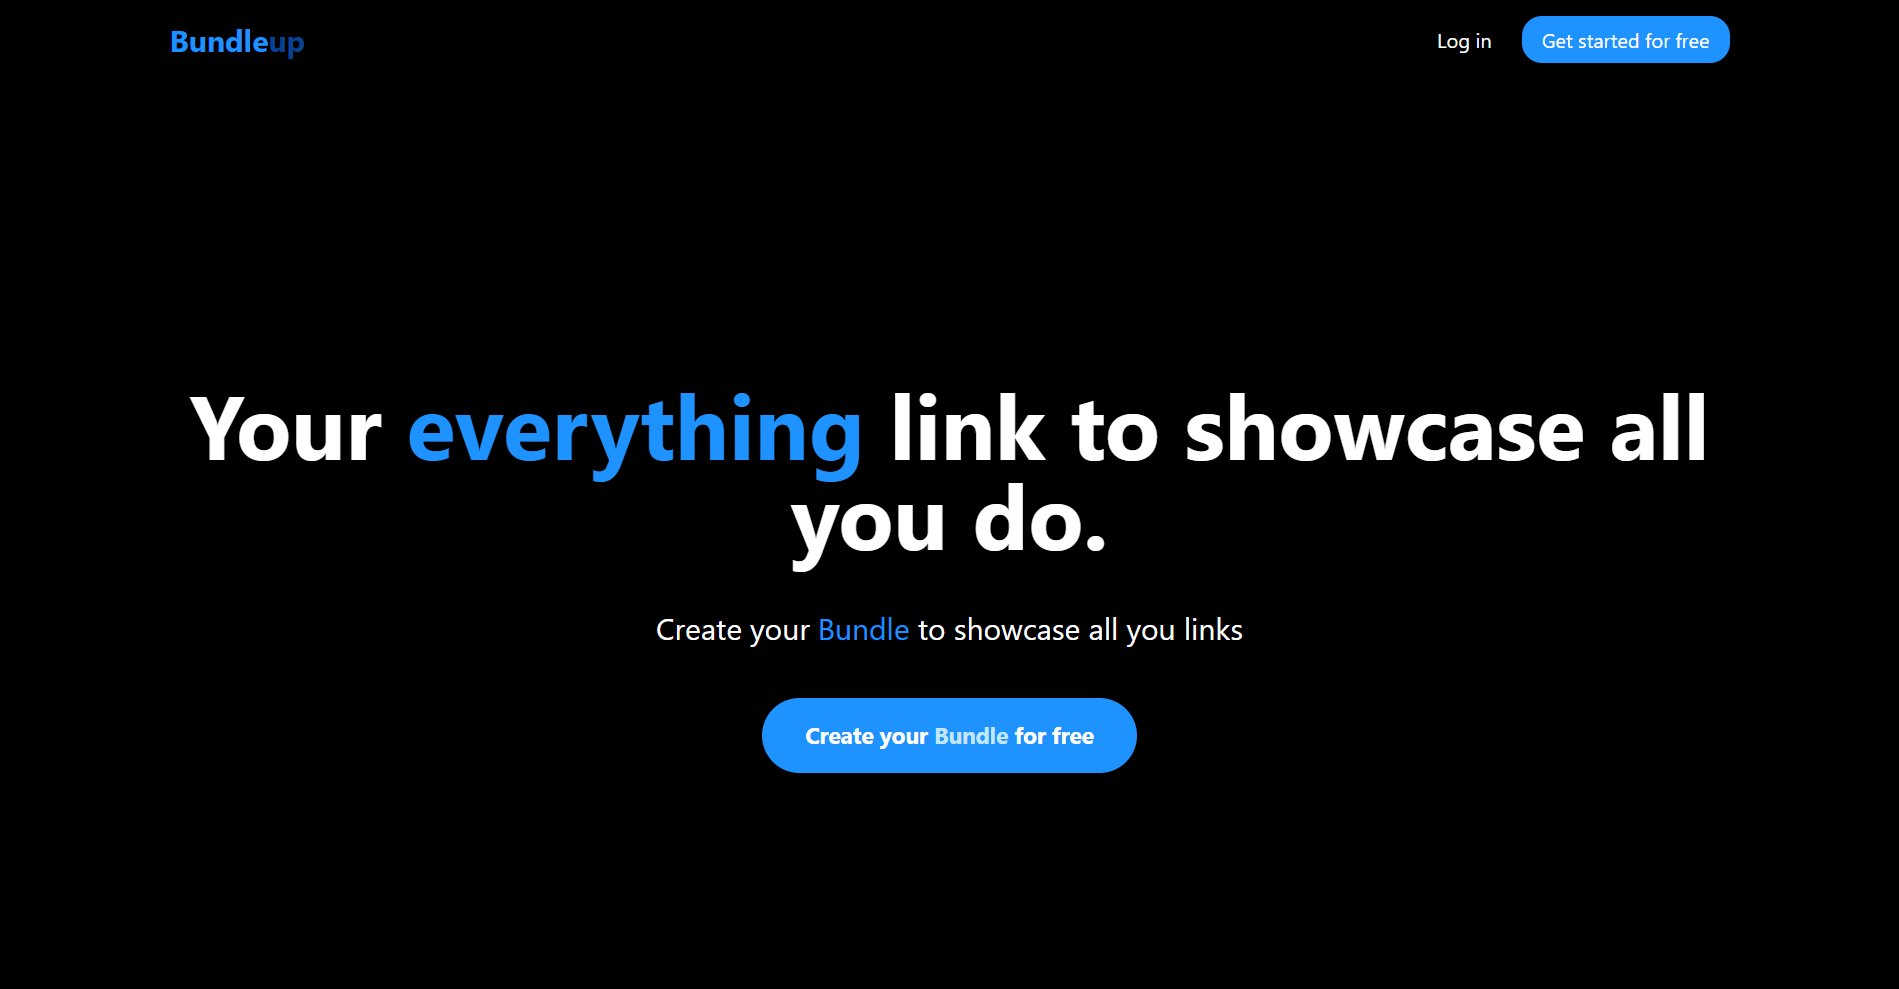 Bundleup
Log in
Get started for free
Your everything link to showcase all
you do.
Create your Bundle to showcase all you links
Create your Bundle for free